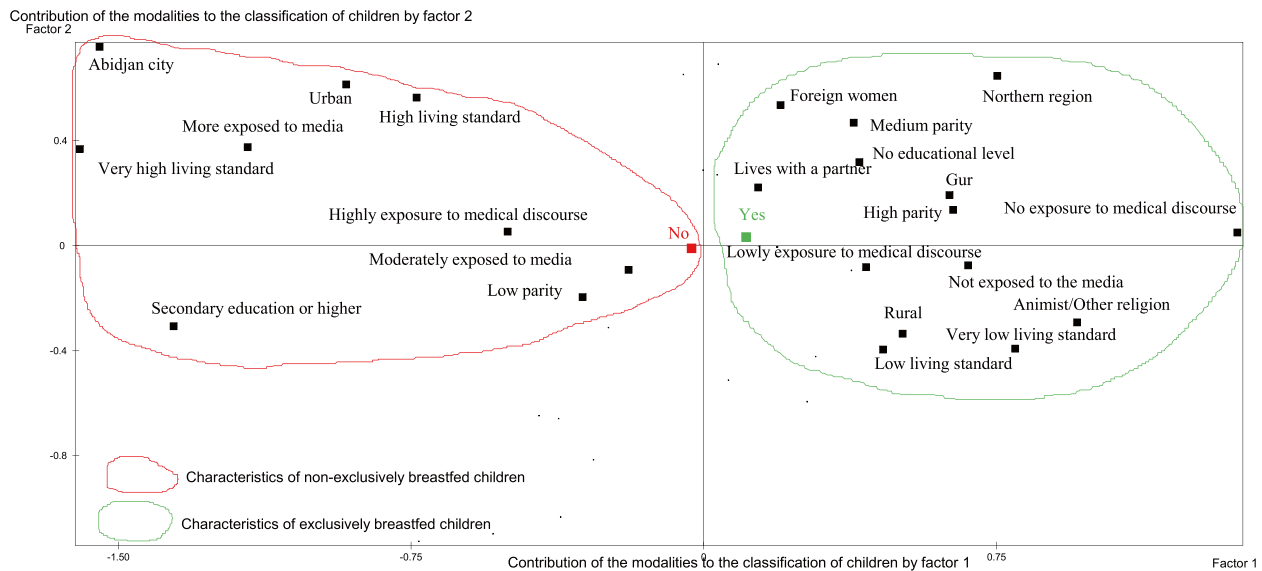 Contribution of the modalities to the classification of children by factor 2
Factor 2
Abidjan city
Urban
High living standard
More exposed to media
Very high living standard
Foreign women
Northern region
Medium parity
No educational level
Lives with a partner
Gur
High parity
No exposure to medical discourse
Yes
No
Highly exposure to medical discourse
Moderately exposed to media
Low parity
Secondary education or higher
Lowly exposure to medical discourse
Not exposed to the media
Animist/Other religion
Rural
Very low living standard
Low living standard
0.4
0
-0.4
-0.8
Characteristics of non-exclusively breastfed children
Characteristics of exclusively breastfed children
-1.50
-0.75
0
0.75
Contribution of the modalities to the classification of children by factor 1
Factor 1